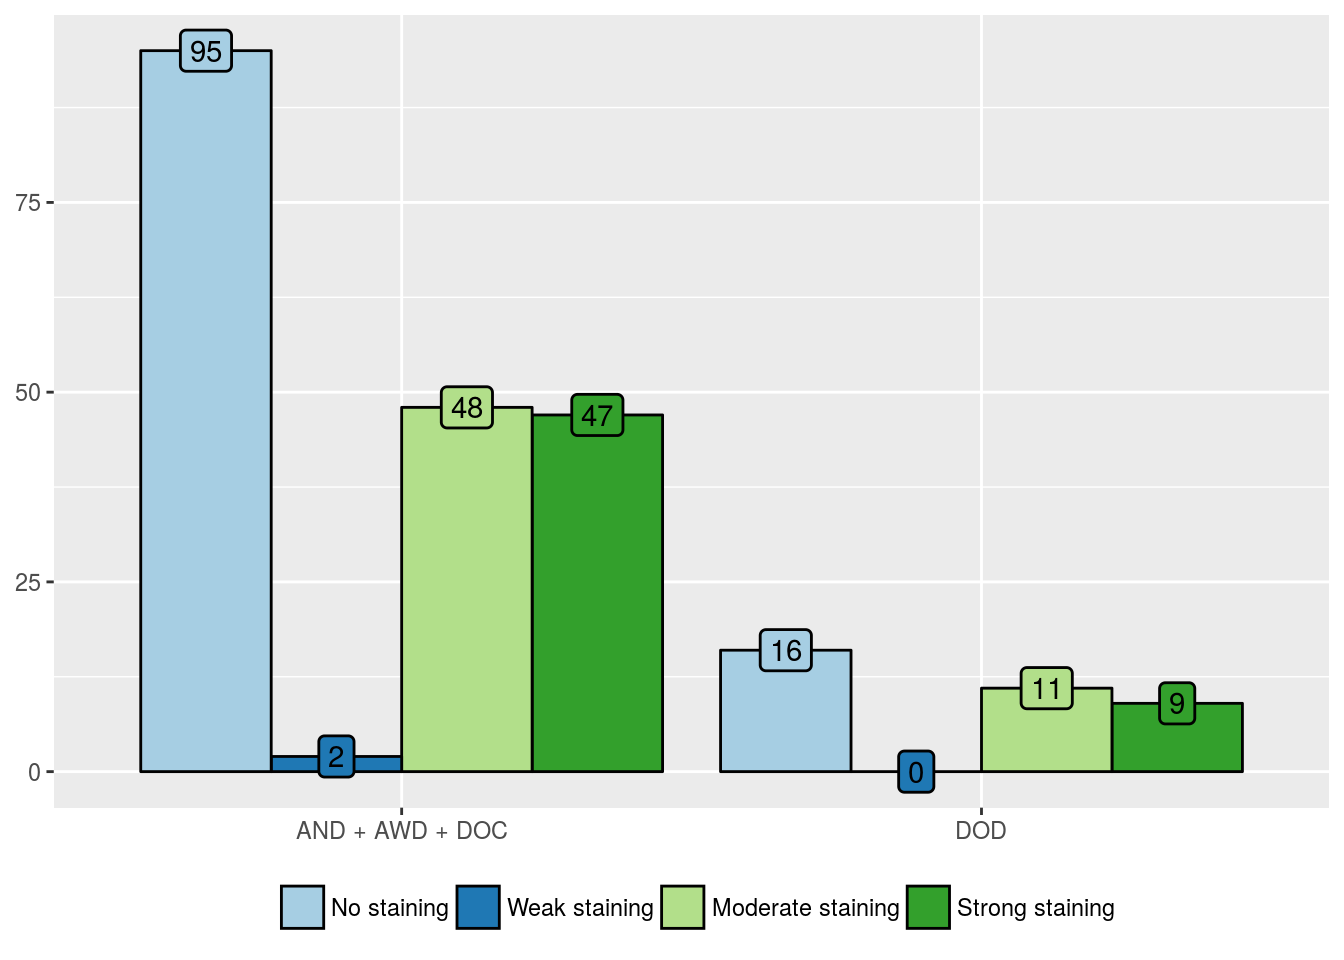 95
75
50
48
47
25
16
11
9
2
0
0
AND + AWD + DOC
DOD
No staining
Weak staining
Moderate staining
Strong staining